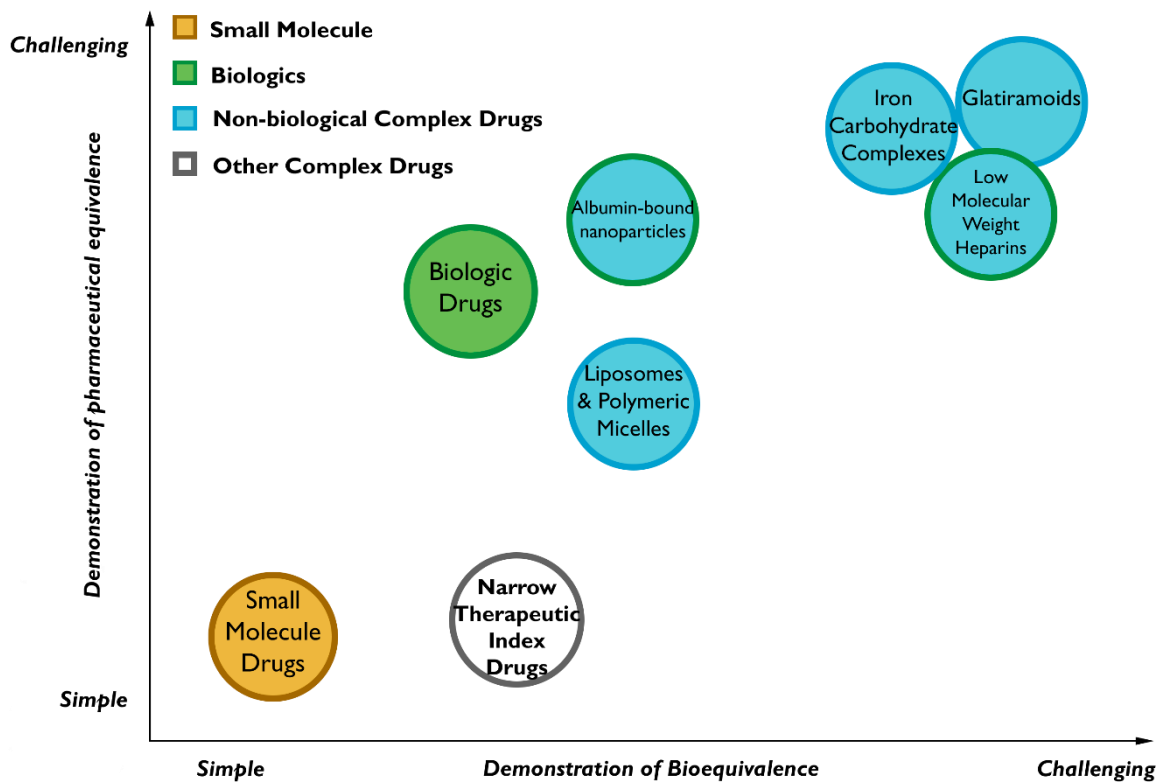 Challenging
Small Molecule
Biologics
Non-biological Complex Drugs
Other Complex Drugs
Demonstration of pharmaceutical equivalence
Iron
Carbohydrate
Complexes
Glatiramoids
Low
Molecular
Weight
Heparins
Albumin-bound
nanoparticles
Biologic
Drugs
Liposomes
& Polymeric
Micelles
Small
Molecule
Drugs
Narrow
Therapeutic
Index
Drugs
Simple
Simple
Demonstration of Bioequivalence
Challenging